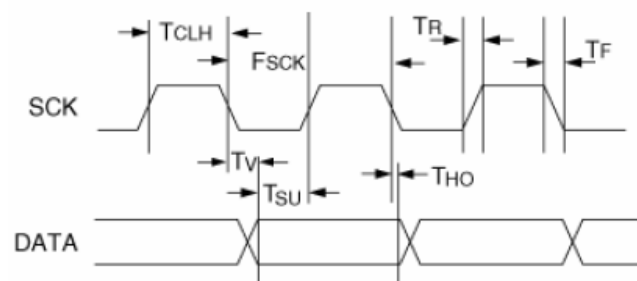 TCLH TR
FSCK TF
SCK
TV
TSU THO
DATA